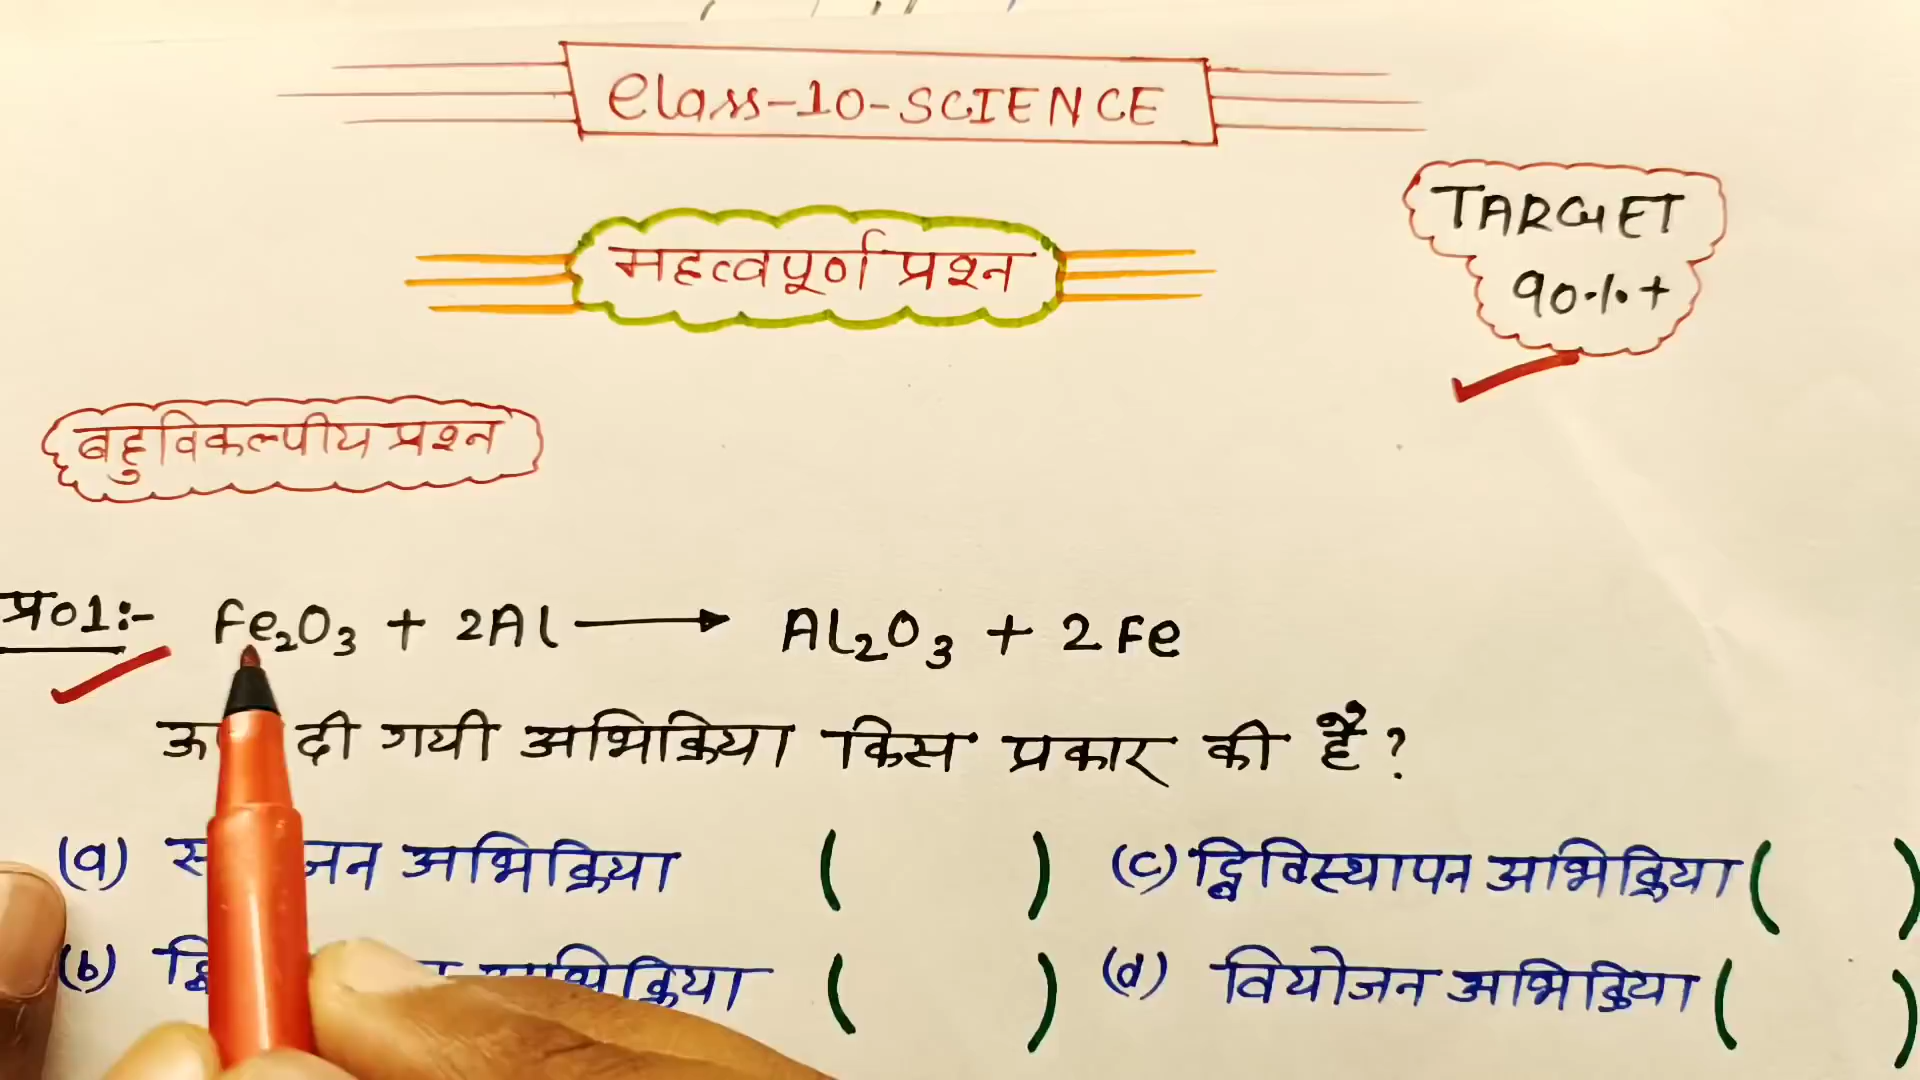 Class-10-SCIENCE
TARGET
90%+
महत्वपूर्ण प्रश्न
बहुविकल्पीय प्रश्न
प्र01:- Fe₂O₃ + 2Al ⟶ Al₂O₃ + 2Fe
दी गयी अभिक्रिया किस प्रकार की है ?
(a) अभिक्रिया ( )
(c) द्विविस्थापन अभिक्रिया ( )
(b) अभिक्रिया ( )
(d) वियोजन अभिक्रिया ( )